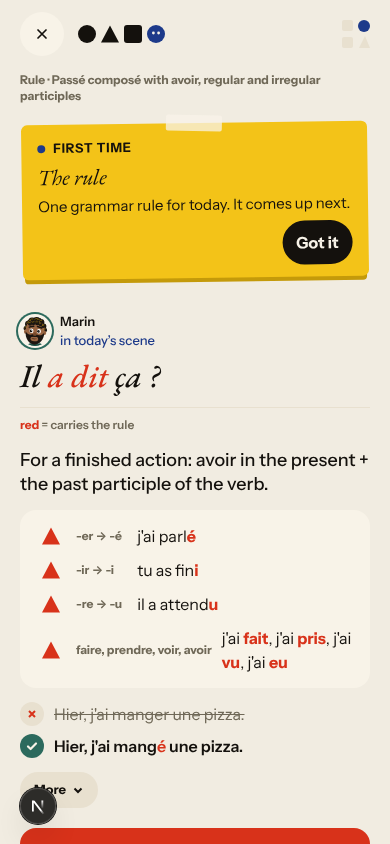 Rule · Passé composé avec avoir, regular and irregular
participles
FIRST TIME
The rule
One grammar rule for today. It comes up next.
Got it
Marin
in today's scene
Il a dit ça ?
red = carries the rule
For a finished action: avoir in the present +
the past participle of the verb.
-er → -é j'ai parlé
-ir → -i tu as fini
-re → -u il a attendu
faire, prendre, voir, avoir j'ai fait, j'ai pris, j'ai
vu, j'ai eu
Hier, j'ai manger une pizza.
Hier, j'ai mangé une pizza.
More
N